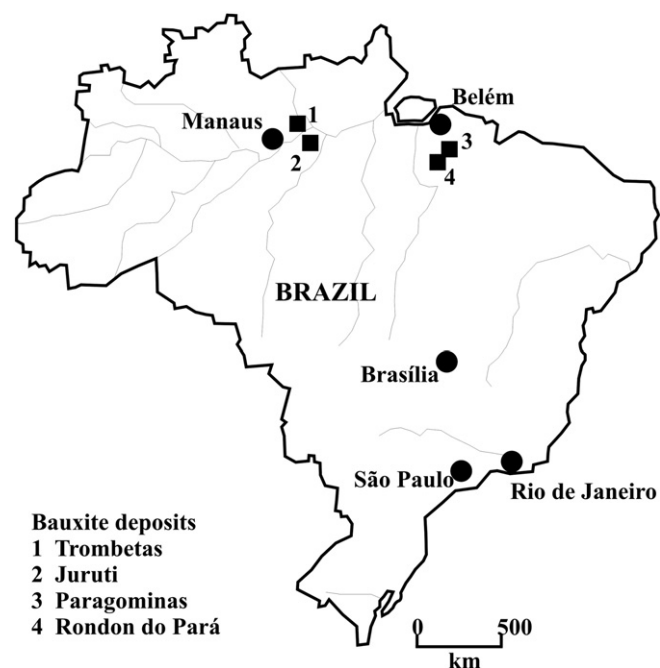 Belém
Manaus
1
2
3
4
BRAZIL
Brasília
São Paulo
Rio de Janeiro
Bauxite deposits
1 Trombetas
2 Juruti
3 Paragominas
4 Rondon do Pará
0 500
km